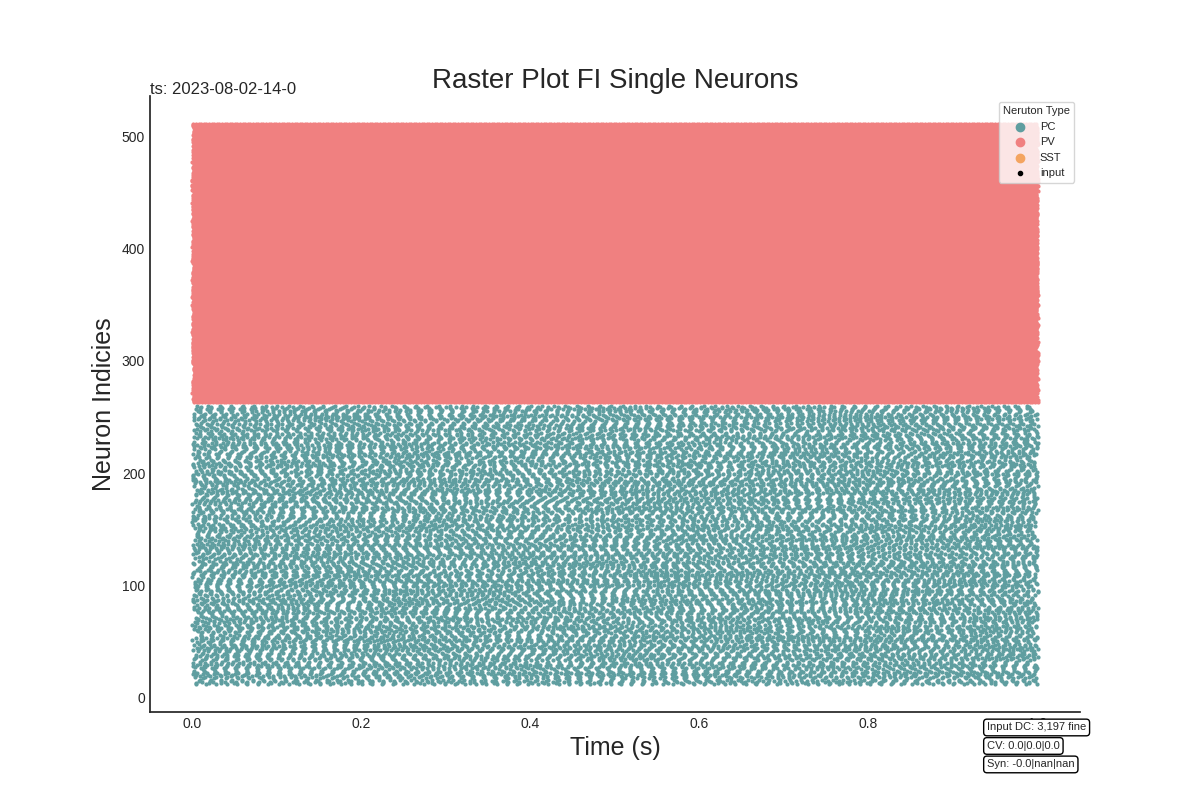 Raster Plot FI Single Neurons
ts: 2023-08-02-14-0
Neruton Type
PC
PV
SST
input
500
400
300
200
100
0
Neuron Indicies
0.0
0.2
0.4
0.6
0.8
Time (s)
Input DC: 3,197 fine
CV: 0.0|0.0|0.0
Syn: -0.0|nan|nan